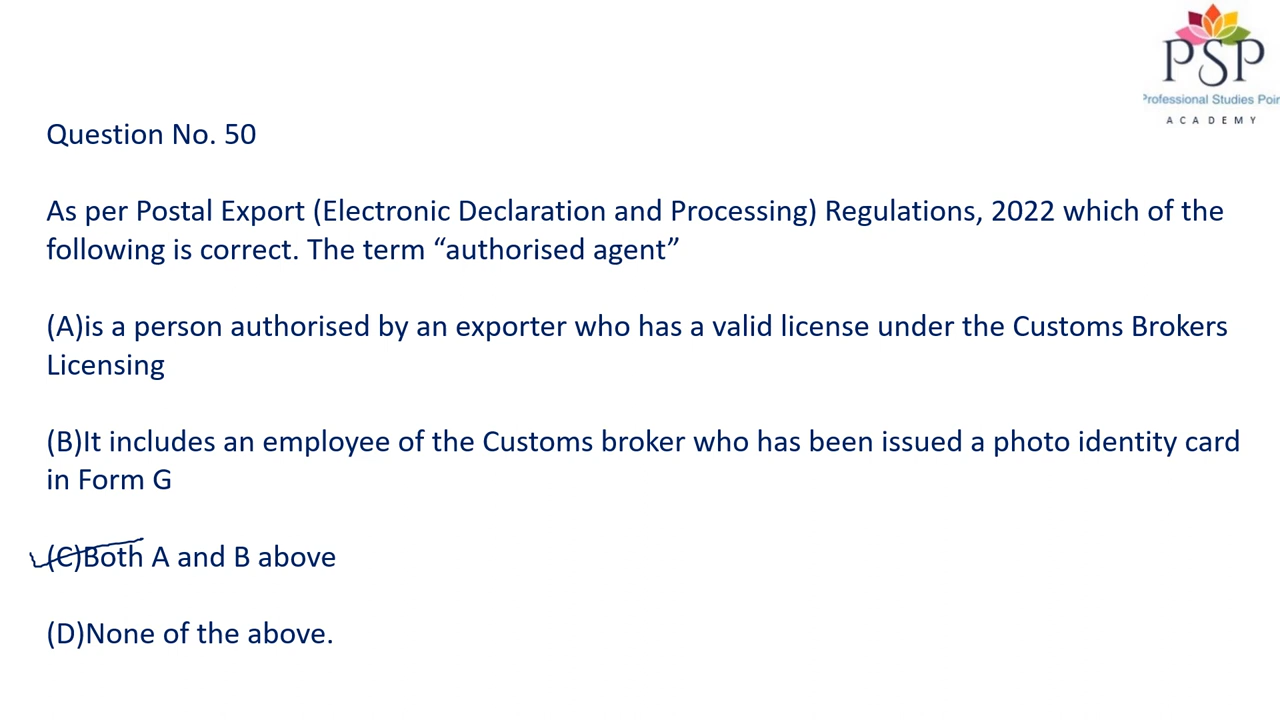 PSP
Professional Studies Poin
ACADEMY
Question No. 50
As per Postal Export (Electronic Declaration and Processing) Regulations, 2022 which of the
following is correct. The term “authorised agent”
(A)is a person authorised by an exporter who has a valid license under the Customs Brokers
Licensing
(B)It includes an employee of the Customs broker who has been issued a photo identity card
in Form G
(C)Both A and B above
(D)None of the above.